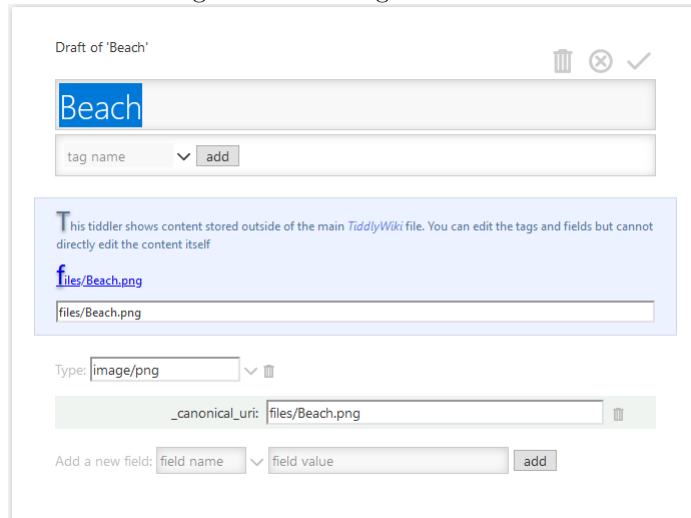 Draft of 'Beach'
Beach
tag name add
This tiddler shows content stored outside of the main TiddlyWiki file. You can edit the tags and fields but cannot
directly edit the content itself
files/Beach.png
files/Beach.png
Type: image/png
_canonical_uri: files/Beach.png
Add a new field: field name field value add